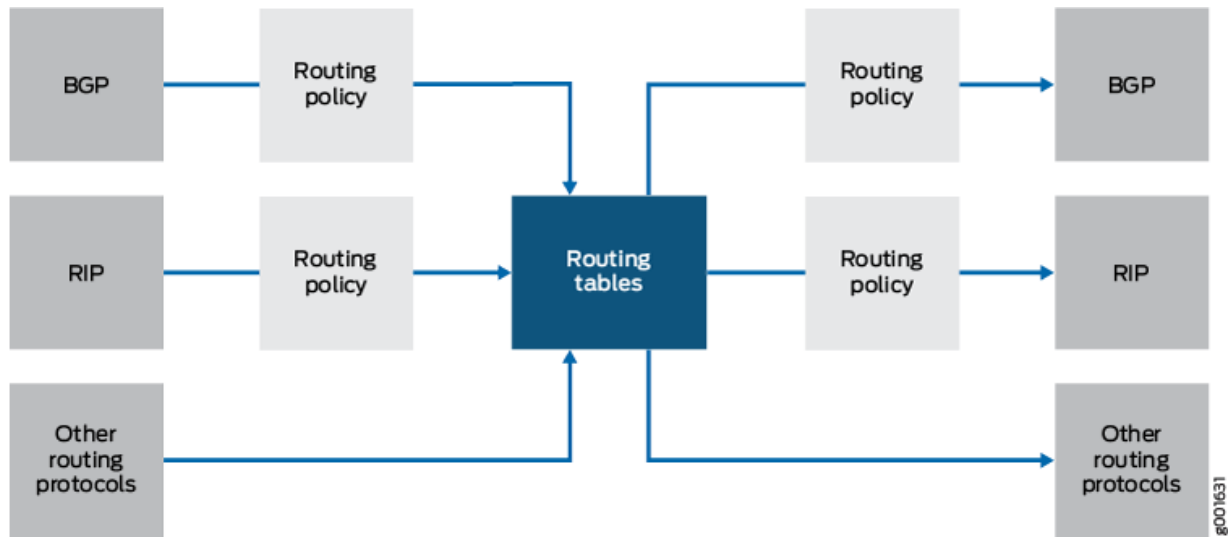 BGP
Routing
policy
Routing
policy
BGP
RIP
Routing
policy
Routing
tables
Routing
policy
RIP
Other
routing
protocols
Other
routing
protocols
g001631